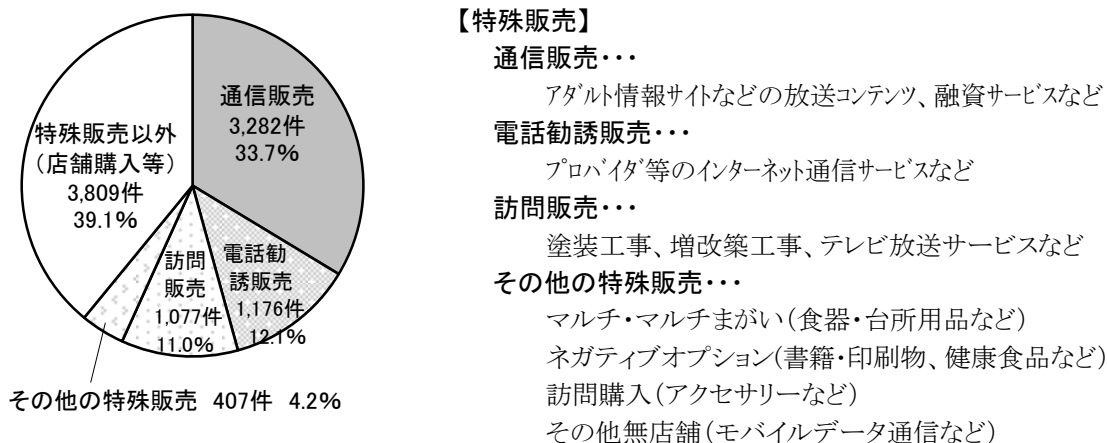 通信販売
3,282件
33.7%
特殊販売以外
（店舗購入等）
3,809件
39.1%
電話勧
誘販売
1,176件
12.1%
訪問
販売
1,077件
11.0%
その他の特殊販売 407件 4.2%
【特殊販売】
通信販売・・・
アダルト情報サイトなどの放送コンテンツ、融資サービスなど
電話勧誘販売・・・
プロバイダ等のインターネット通信サービスなど
訪問販売・・・
塗装工事、増改築工事、テレビ放送サービスなど
その他の特殊販売・・・
マルチ・マルチまがい（食器・台所用品など）
ネガティブオプション(書籍・印刷物、健康食品など)
訪問購入（アクセサリーなど）
その他無店舗（モバイルデータ通信など）